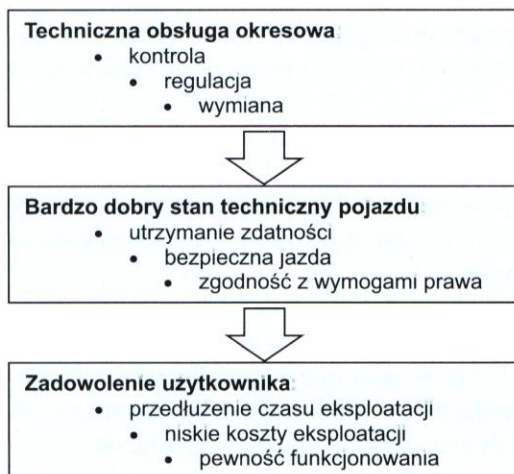 Techniczna obsługa okresowa
• kontrola
• regulacja
• wymiana
Bardzo dobry stan techniczny pojazdu
• utrzymanie zdatności
• bezpieczna jazda
• zgodność z wymogami prawa
Zadowolenie użytkownika
• przedłużenie czasu eksploatacji
• niskie koszty eksploatacji
• pewność funkcjonowania